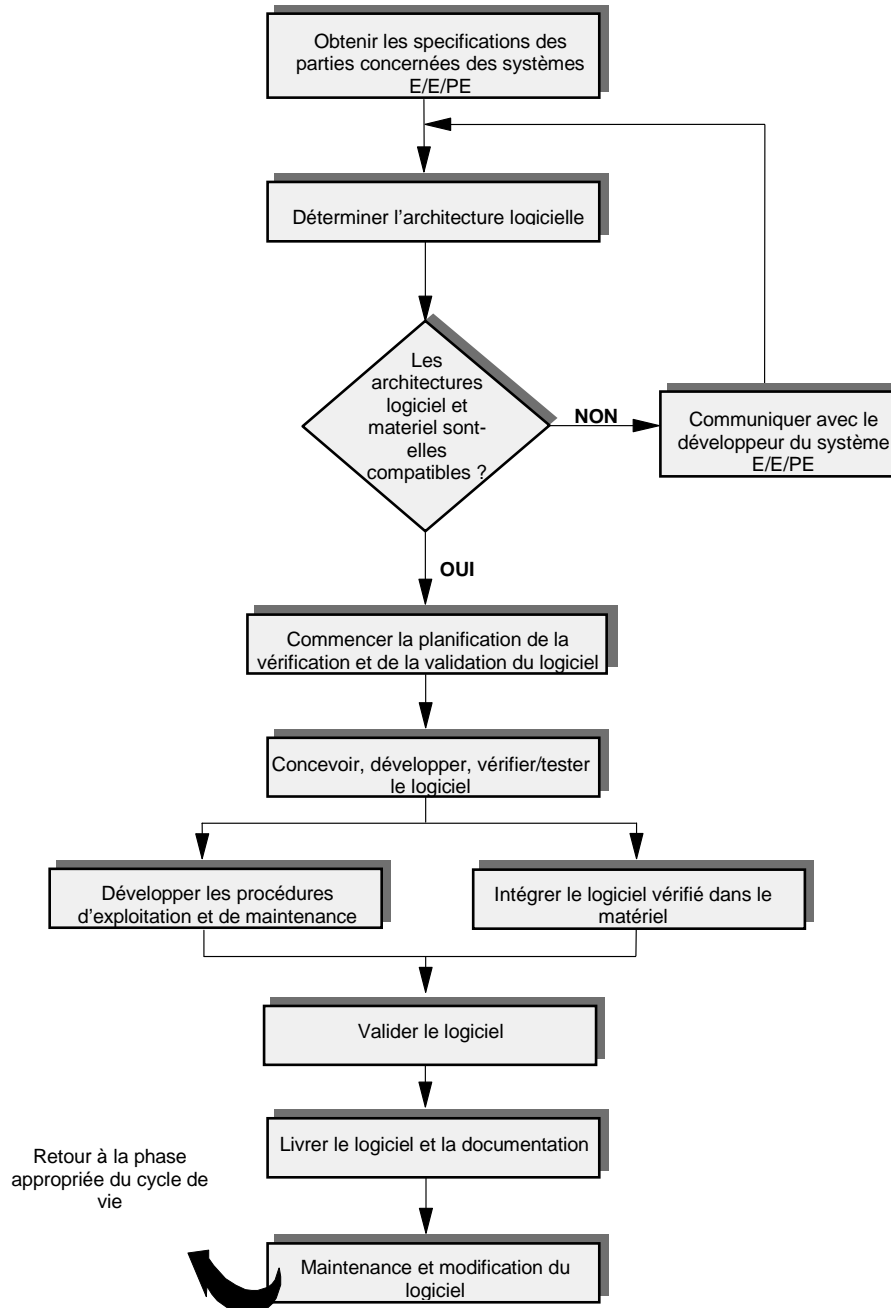 Obtenir les specifications des
parties concernées des systèmes
E/E/PE
Déterminer l’architecture logicielle
Les
architectures
logiciel et
materiel sont-
elles
compatibles ?
NON
Communiquer avec le
développeur du système
E/E/PE
OUI
Commencer la planification de la
vérification et de la validation du logiciel
Concevoir, développer, vérifier/tester
le logiciel
Développer les procédures
d’exploitation et de maintenance
Intégrer le logiciel vérifié dans le
matériel
Valider le logiciel
Livrer le logiciel et la documentation
Retour à la phase
appropriée du cycle de
vie
Maintenance et modification du
logiciel